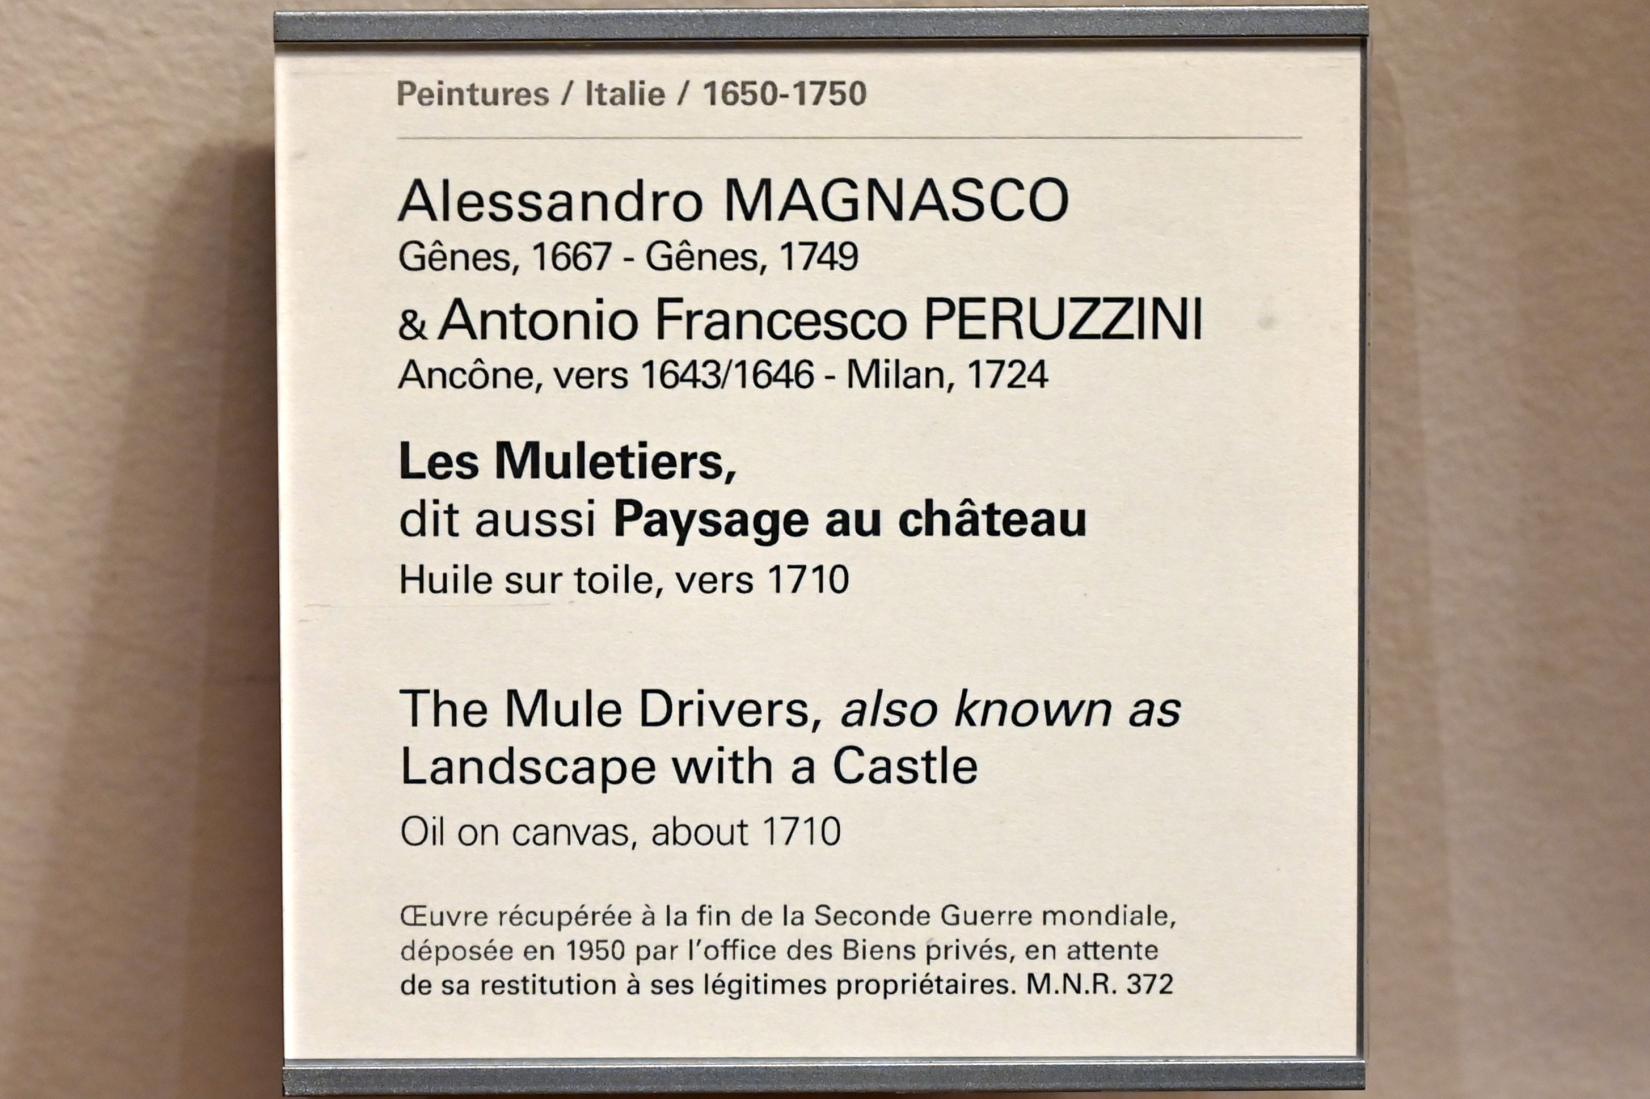 Peintures / Italie / 1650-1750
Alessandro MAGNASCO
Gênes, 1667 - Gênes, 1749
& Antonio Francesco PERUZZINI
Ancône, vers 1643/1646 - Milan, 1724
Les Muletiers,
dit aussi Paysage au château
Huile sur toile, vers 1710
The Mule Drivers, also known as
Landscape with a Castle
Oil on canvas, about 1710
Œuvre récupérée à la fin de la Seconde Guerre mondiale,
déposée en 1950 par l'office des Biens privés, en attente
de sa restitution à ses légitimes propriétaires. M.N.R. 372